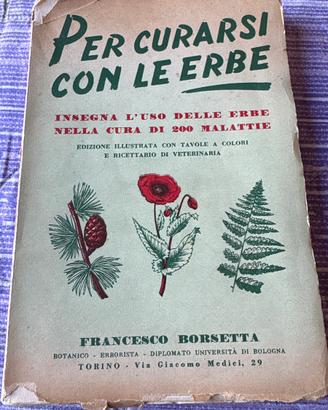 PER CURARSI
CON LE ERBE
INSEGNA L'USO DELLE ERBE
NELLA CURA DI 200 MALATTIE
EDIZIONE ILLUSTRATA CON TAVOLE A COLORI
E RICETTARIO DI VETERINARIA
FRANCESCO BORSETTA
BOTANICO - ERBORISTA - DIPLOMATO UNIVERSITÀ DI BOLOGNA
TORINO - Via Giacomo Medici, 29